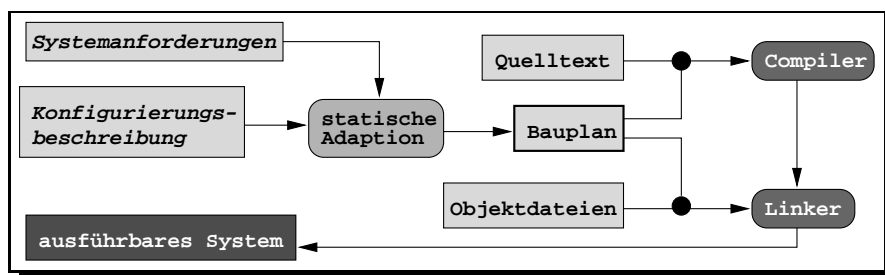 Systemanforderungen
Quelltext
Compiler
Konfigurierungs-
beschreibung
statische
Adaption
Bauplan
Objektdateien
Linker
ausführbares System